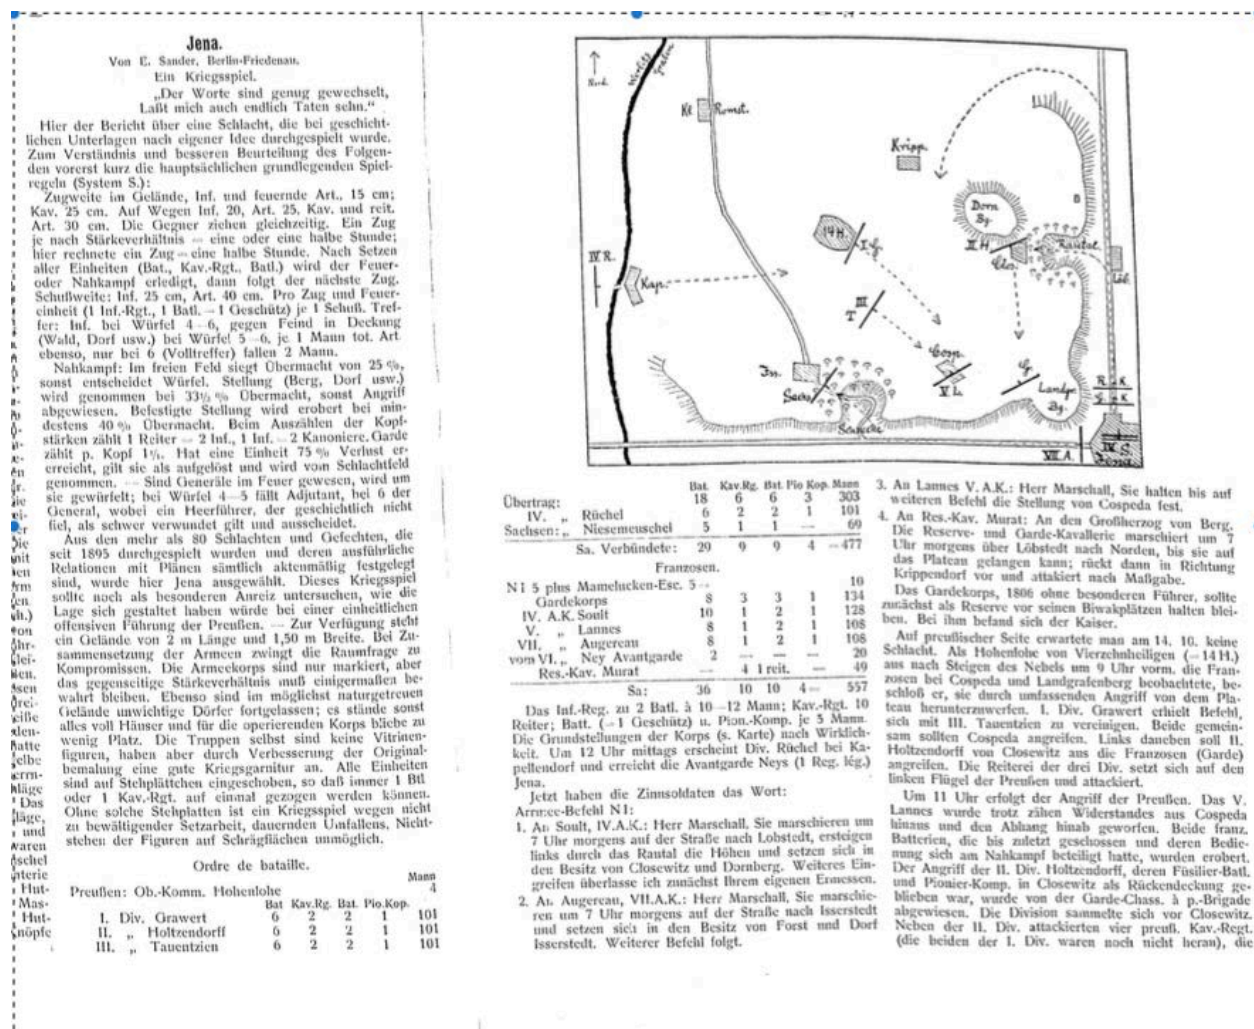 Jena.
Von E. Sander, Berlin-Friedenau.
Ein Kriegsspiel.
„Der Worte sind genug gewechselt,
Laßt mich auch endlich Taten sehn."
Hier der Bericht über eine Schlacht, die bei geschicht-
lichen Unterlagen nach eigener Idee durchgespielt wurde.
Zum Verständnis und besseren Beurteilung des Folgen-
den vorerst kurz die hauptsächlichen grundlegenden Spiel-
regeln (System S.):
Zugweite im Gelände, Inf. und feuernde Art., 15 cm;
Kav. 25 cm. Auf Wegen Inf. 20, Art. 25, Kav. und reit.
Art. 30 cm. Die Gegner ziehen gleichzeitig. Ein Zug
je nach Stärkeverhältnis = eine oder eine halbe Stunde;
hier rechnete ein Zug = eine halbe Stunde. Nach Setzen
aller Einheiten (Bat., Kav.-Rgt., Batl.) wird der Feuer-
oder Nahkampf erledigt, dann folgt der nächste Zug.
Schußweite: Inf. 25 cm, Art. 40 cm. Pro Zug und Feuer-
einheit (1 Inf.-Rgt., 1 Batl. = 1 Geschütz) je 1 Schuß. Tref-
fer: Inf. bei Würfel 4—6, gegen Feind in Deckung
(Wald, Dorf usw.) bei Würfel 5—6, je 1 Mann tot. Art.
ebenso, nur bei 6 (Volltreffer) fallen 2 Mann.
Nahkampf: Im freien Feld siegt Übermacht von 25 %,
sonst entscheidet Würfel. Stellung (Berg, Dorf usw.)
wird genommen bei 33⅓ % Übermacht, sonst Angriff
abgewiesen. Befestigte Stellung wird erobert bei min-
destens 40 % Übermacht. Beim Auszählen der Kopf-
stärken zählt 1 Reiter = 2 Inf., 1 Inf. = 2 Kanoniere. Garde
zählt p. Kopf 1½. Hat eine Einheit 75 % Verlust er-
erreicht, gilt sie als aufgelöst und wird vom Schlachtfeld
genommen. — Sind Generäle im Feuer gewesen, wird um
sie gewürfelt; bei Würfel 4—5 fällt Adjutant, bei 6 der
General, wobei ein Heerführer, der geschichtlich nicht
fiel, als schwer verwundet gilt und ausscheidet.
Aus den mehr als 80 Schlachten und Gefechten, die
seit 1895 durchgespielt wurden und deren ausführliche
Relationen mit Plänen sämtlich aktenmäßig festgelegt
sind, wurde hier Jena ausgewählt. Dieses Kriegsspiel
sollte noch als besonderen Anreiz untersuchen, wie die
Lage sich gestaltet haben würde bei einer einheitlichen
offensiven Führung der Preußen. — Zur Verfügung steht
ein Gelände von 2 m Länge und 1,50 m Breite. Bei Zu-
sammensetzung der Armeen zwingt die Raumfrage zu
Kompromissen. Die Armeekorps sind nur markiert, aber
das gegenseitige Stärkeverhältnis muß einigermaßen be-
wahrt bleiben. Ebenso sind im möglichst naturgetreuen
Gelände unwichtige Dörfer fortgelassen; es stände sonst
alles voll Häuser und für die operierenden Korps bliebe zu
wenig Platz. Die Truppen selbst sind keine Vitrinen-
figuren, haben aber durch Verbesserung der Original-
bemalung eine gute Kriegsgarnitur an. Alle Einheiten
sind auf Stehplättchen eingeschoben, so daß immer 1 Btl
oder 1 Kav.-Rgt. auf einmal gezogen werden können.
Ohne solche Stehplatten ist ein Kriegsspiel wegen nicht
zu bewältigender Setzarbeit, dauernden Umfallens, Nicht-
stehen der Figuren auf Schrägflächen unmöglich.
Ordre de bataille.
Mann
Preußen: Ob.-Komm. Hohenlohe 4
Bat Kav.Rg. Bat. Pio.Kop.
I. Div. Grawert 6 2 2 1 101
II. „ Holtzendorff 6 2 2 1 101
III. „ Tauentzien 6 2 2 1 101
Nord.
Werlitz
graben
Kl. Romst.
Kripp.
Dorn
Bg.
14 H.
I. G.
II H.
Clos.
Rautal
Löb.
IV R.
Kap.
III
T
Cosp.
V L.
G.
Landgr.
Bg.
R. K
G. K
Iss.
Sachs.
Schnecke
VII A.
IV S.
Jena
Bat. Kav.Rg. Bat. Pio Kop. Mann
Übertrag: 18 6 6 3 303
IV. „ Rüchel 6 2 2 1 101
Sachsen: „ Niesemeuschel 5 1 1 — 69
Sa. Verbündete: 29 9 9 4 =477
Franzosen.
N I 5 plus Mamelucken-Esc. 5 = 10
Gardekorps 8 3 3 1 134
IV. A.K. Soult 10 1 2 1 128
V. „ Lannes 8 1 2 1 108
VII. „ Augereau 8 1 2 1 108
vom VI. „ Ney Avantgarde 2 — — — 20
Res.-Kav. Murat — 4 1 reit. — 49
Sa: 36 10 10 4= 557
Das Inf.-Reg. zu 2 Batl. à 10—12 Mann; Kav.-Rgt. 10
Reiter; Batt. (= 1 Geschütz) u. Pion.-Komp. je 5 Mann.
Die Grundstellungen der Korps (s. Karte) nach Wirklich-
keit. Um 12 Uhr mittags erscheint Div. Rüchel bei Ka-
pellendorf und erreicht die Avantgarde Neys (1 Reg. lég.)
Jena.
Jetzt haben die Zinnsoldaten das Wort:
Armee-Befehl N I:
1. An Soult, IV.A.K.: Herr Marschall, Sie marschieren um
7 Uhr morgens auf der Straße nach Lobstedt, ersteigen
links durch das Rautal die Höhen und setzen sich in
den Besitz von Closewitz und Dornberg. Weiteres Ein-
greifen überlasse ich zunächst Ihrem eigenen Ermessen.
2. An Augereau, VII.A.K.: Herr Marschall, Sie marschie-
ren um 7 Uhr morgens auf der Straße nach Isserstedt
und setzen sich in den Besitz von Forst und Dorf
Isserstedt. Weiterer Befehl folgt.
3. An Lannes V. A.K.: Herr Marschall, Sie halten bis auf
weiteren Befehl die Stellung von Cospeda fest.
4. An Res.-Kav. Murat: An den Großherzog von Berg.
Die Reserve- und Garde-Kavallerie marschiert um 7
Uhr morgens über Löbstedt nach Norden, bis sie auf
das Plateau gelangen kann; rückt dann in Richtung
Krippendorf vor und attakiert nach Maßgabe.
Das Gardekorps, 1806 ohne besonderen Führer, sollte
zunächst als Reserve vor seinen Biwakplätzen halten blei-
ben. Bei ihm befand sich der Kaiser.
Auf preußischer Seite erwartete man am 14. 10. keine
Schlacht. Als Hohenlohe von Vierzehnheiligen (= 14 H.)
aus nach Steigen des Nebels um 9 Uhr vorm. die Fran-
zosen bei Cospeda und Landgrafenberg beobachtete, be-
schloß er, sie durch umfassenden Angriff von dem Pla-
teau herunterzuwerfen. I. Div. Grawert erhielt Befehl,
sich mit III. Tauentzien zu vereinigen. Beide gemein-
sam sollten Cospeda angreifen. Links daneben soll II.
Holtzendorff von Closewitz aus die Franzosen (Garde)
angreifen. Die Reiterei der drei Div. setzt sich auf den
linken Flügel der Preußen und attackiert.
Um 11 Uhr erfolgt der Angriff der Preußen. Das V.
Lannes wurde trotz zähen Widerstandes aus Cospeda
hinaus und den Abhang hinab geworfen. Beide franz.
Batterien, die bis zuletzt geschossen und deren Bedie-
nung sich am Nahkampf beteiligt hatte, wurden erobert.
Der Angriff der II. Div. Holtzendorff, deren Füsilier-Batl.
und Pionier-Komp. in Closewitz als Rückendeckung ge-
blieben war, wurde von der Garde-Chass. à p.-Brigade
abgewiesen. Die Division sammelte sich vor Closewitz.
Neben der II. Div. attackierten vier preuß. Kav.-Regt.
(die beiden der I. Div. waren noch nicht heran), die